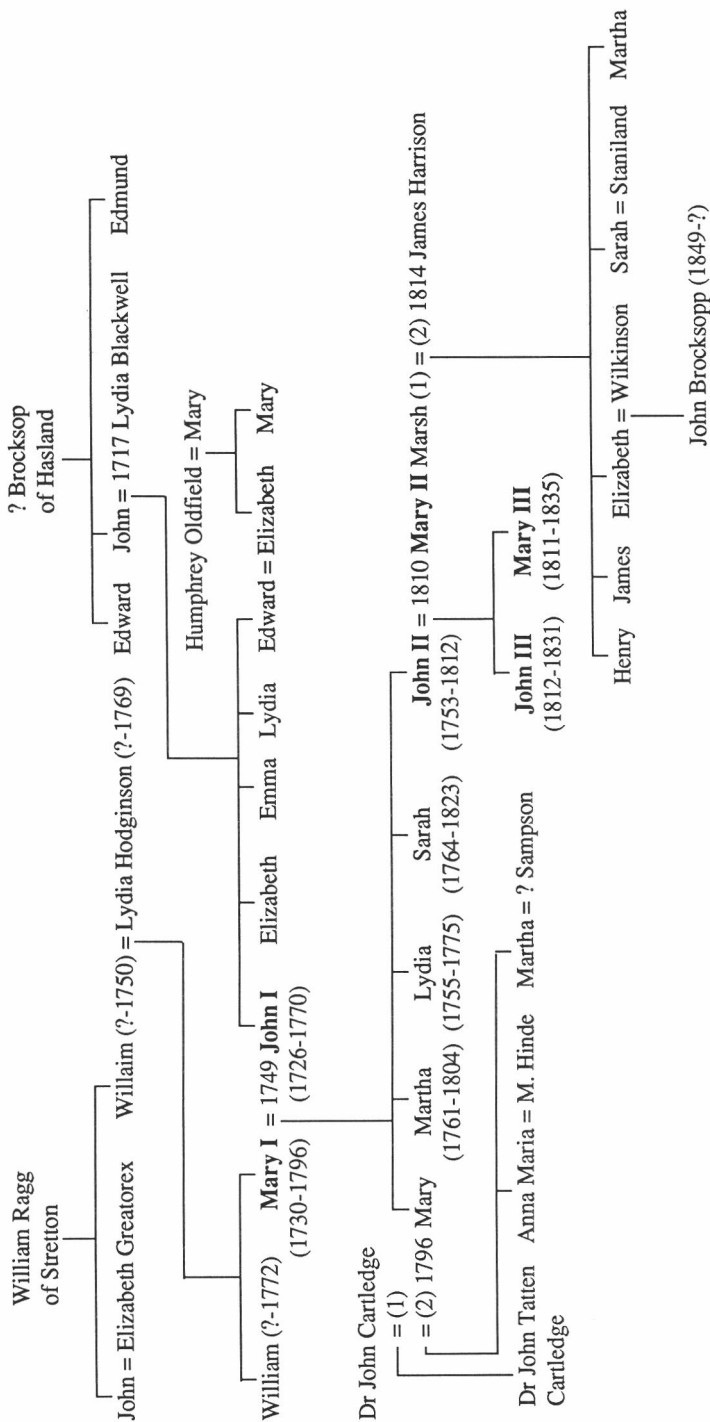 William Ragg
of Stretton
? Brocksop
of Hasland
John = Elizabeth Greatorex Willaim (?-1750) = Lydia Hodginson (?-1769)
Edward John = 1717 Lydia Blackwell Edmund
Humphrey Oldfield = Mary
William (?-1772) Mary I = 1749 John I Elizabeth Emma Lydia Edward = Elizabeth Mary
(1730-1796) (1726-1770)
Dr John Cartledge
= (1)
= (2) 1796 Mary Martha Lydia Sarah John II = 1810 Mary II Marsh (1) = (2) 1814 James Harrison
(1761-1804) (1755-1775) (1764-1823) (1753-1812)
Dr John Tatten Anna Maria = M. Hinde Martha = ? Sampson
Cartledge
John III Mary III
(1812-1831) (1811-1835)
Henry James Elizabeth = Wilkinson Sarah = Staniland Martha
John Brocksopp (1849-?)